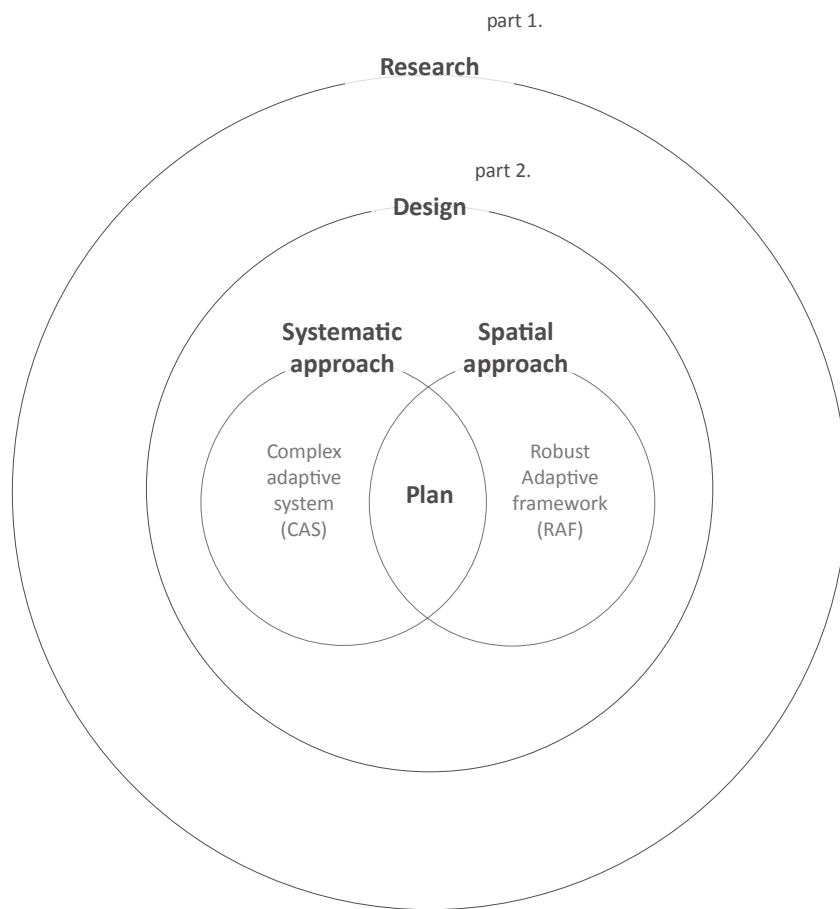 part 1.
Research
part 2.
Design
Systematic
approach
Spatial
approach
Complex
adaptive
system
(CAS)
Plan
Robust
Adaptive
framework
(RAF)